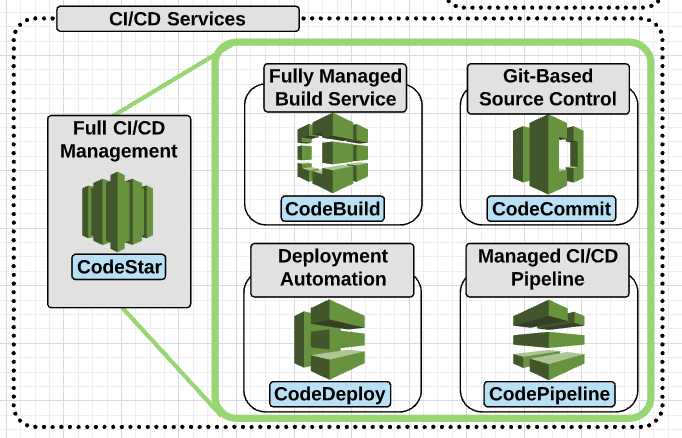 CI/CD Services
Full CI/CD
Management
CodeStar
Fully Managed
Build Service
CodeBuild
Git-Based
Source Control
CodeCommit
Deployment
Automation
CodeDeploy
Managed CI/CD
Pipeline
CodePipeline